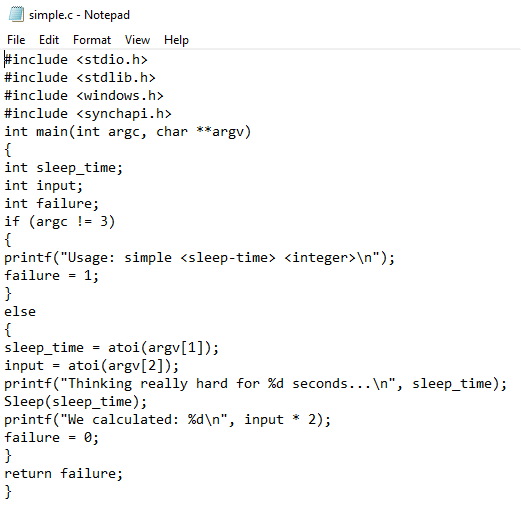 simple.c - Notepad
File Edit Format View Help
#include <stdio.h>
#include <stdlib.h>
#include <windows.h>
#include <synchapi.h>
int main(int argc, char **argv)
{
int sleep_time;
int input;
int failure;
if (argc != 3)
{
printf("Usage: simple <sleep-time> <integer>\n");
failure = 1;
}
else
{
sleep_time = atoi(argv[1]);
input = atoi(argv[2]);
printf("Thinking really hard for %d seconds...\n", sleep_time);
Sleep(sleep_time);
printf("We calculated: %d\n", input * 2);
failure = 0;
}
return failure;
}